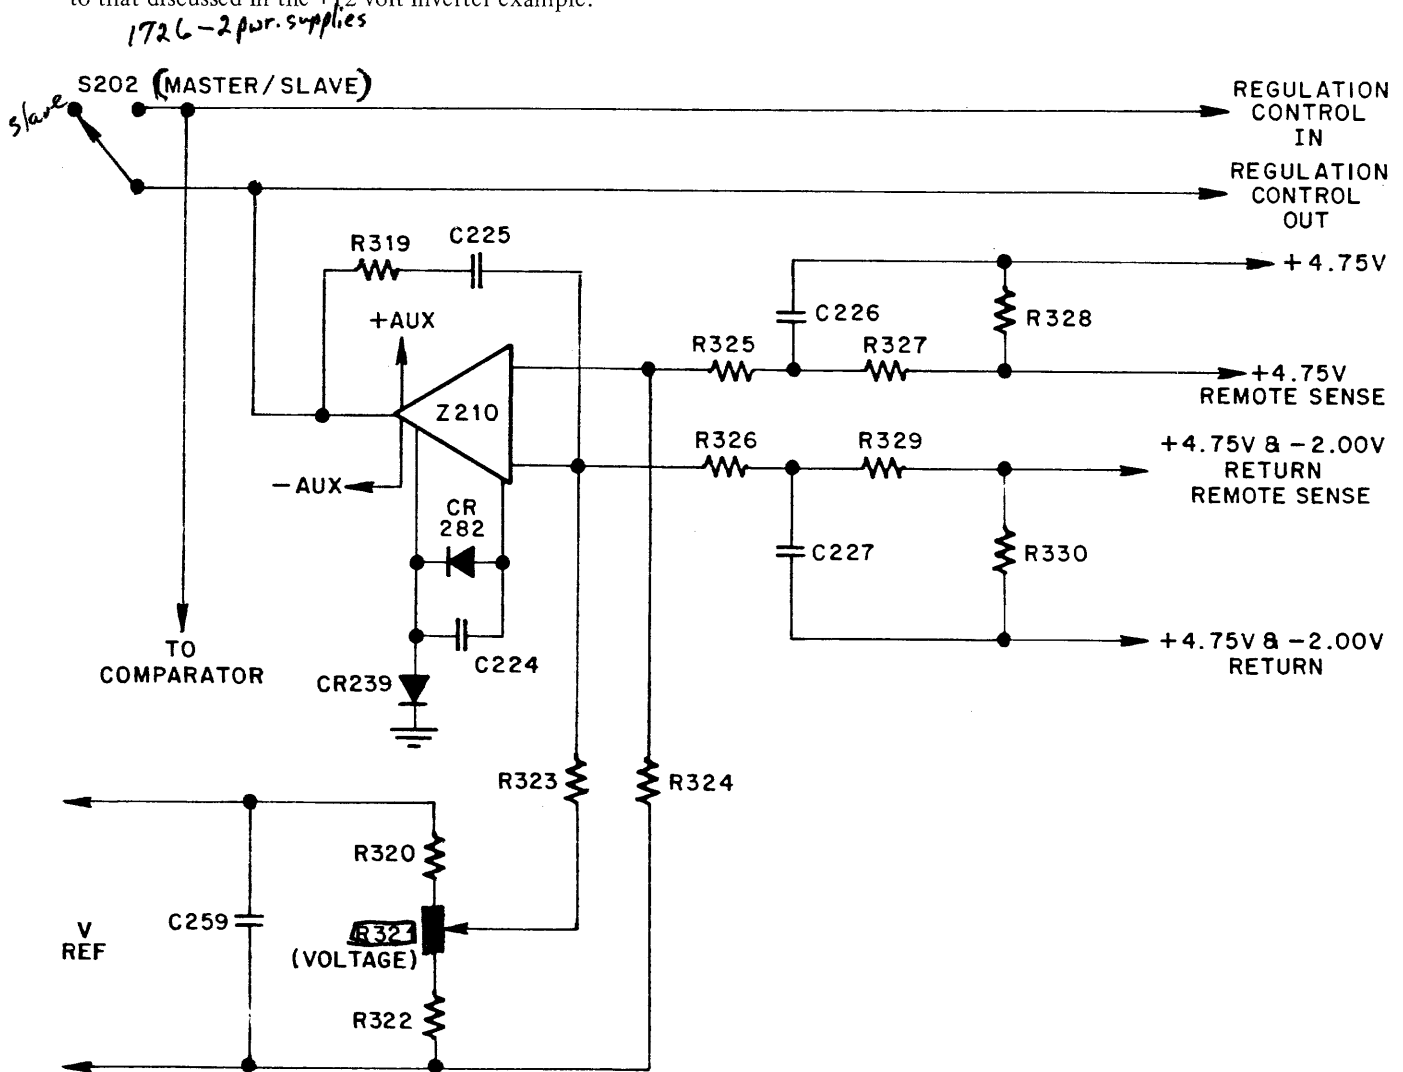 to that discussed in the +12 volt inverter example.
1726-2 pwr. supplies
S202 (MASTER/SLAVE)
slave
REGULATION
CONTROL
IN
REGULATION
CONTROL
OUT
R319
C225
+4.75V
+AUX
C226
R328
R325
R327
Z210
+4.75V
REMOTE SENSE
R326
R329
+4.75V & -2.00V
RETURN
REMOTE SENSE
-AUX
CR
282
C227
R330
TO
COMPARATOR
C224
+4.75V & -2.00V
RETURN
CR239
R323
R324
R320
C259
V
REF
R321
(VOLTAGE)
R322